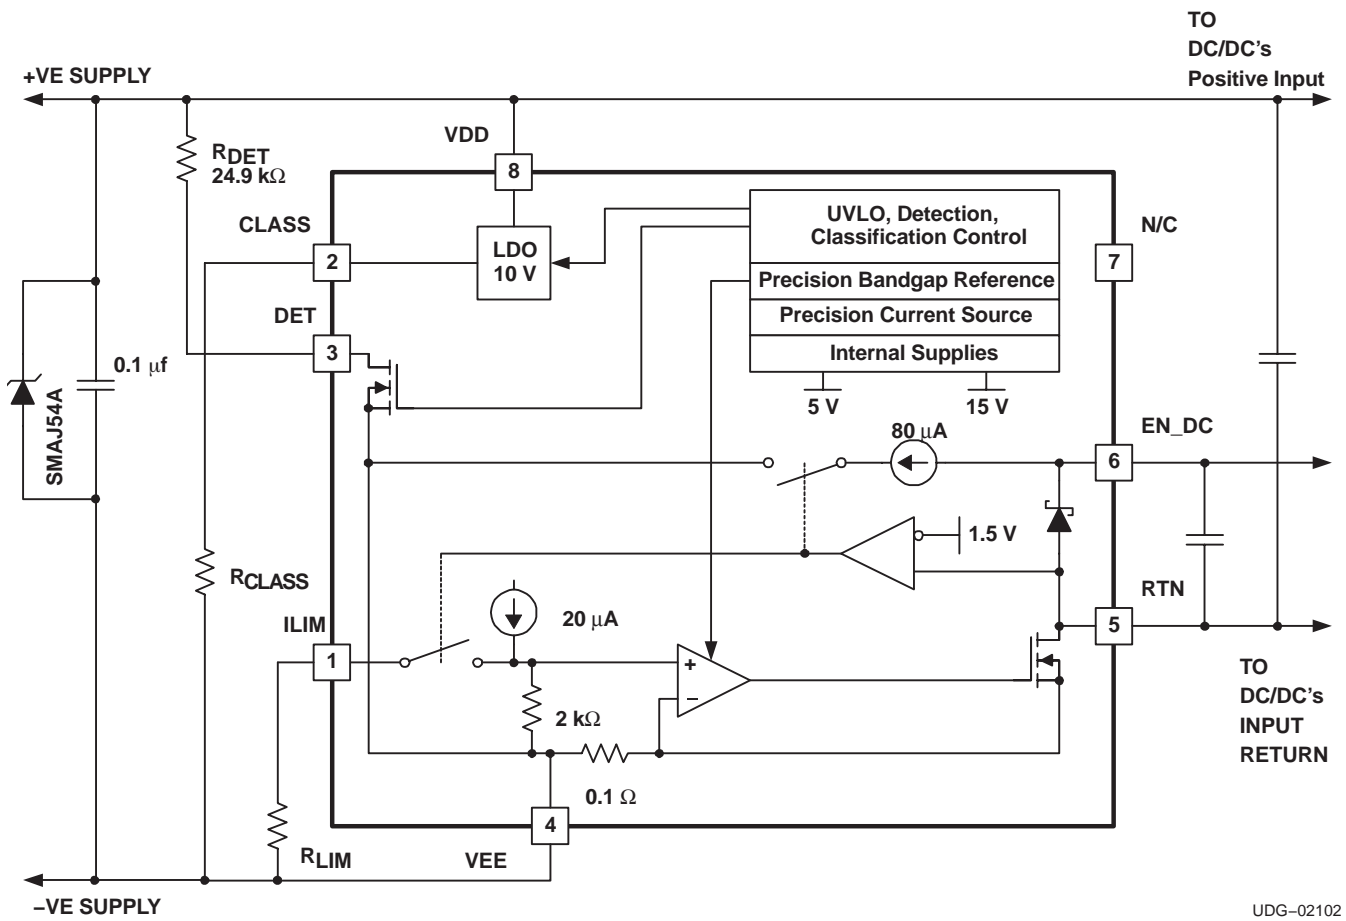 TO
DC/DC's
Positive Input
+VE SUPPLY
VDD
8
RDET
24.9 kΩ
CLASS
2
LDO
10 V
UVLO, Detection,
Classification Control
N/C
7
Precision Bandgap Reference
DET
3
Precision Current Source
Internal Supplies
0.1 μf
5 V
15 V
SMAJ54A
80 μA
EN_DC
6
1.5 V
RCLASS
RTN
5
ILIM
1
20 μA
+
−
2 kΩ
TO
DC/DC's
INPUT
RETURN
0.1 Ω
4
RLIM
VEE
−VE SUPPLY
UDG−02102